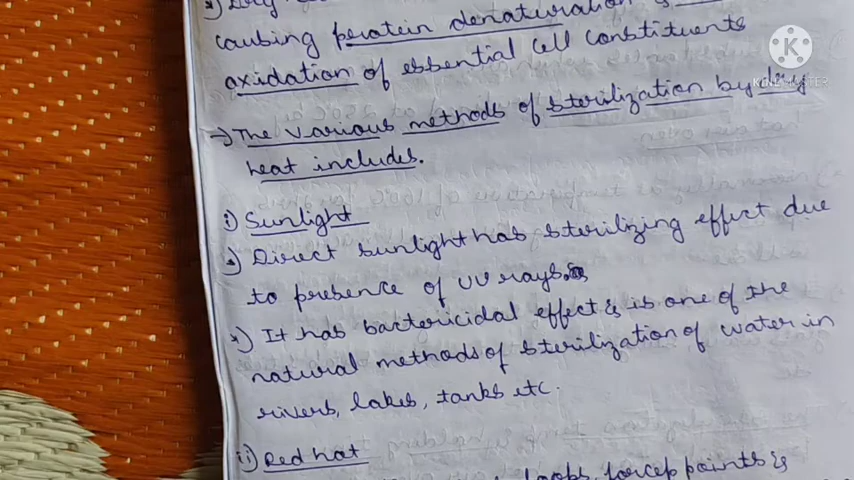 causing protein denaturation
oxidation of essential cell constituents
→ The various methods of sterilization by dry
heat includes.
i) Sunlight
*) Direct sunlight has sterilizing effect due
to presence of UV rays.
*) It has bactericidal effect & is one of the
natural methods of sterilization of water in
rivers, lakes, tanks etc.
ii) Red hat
loops, forcep points is
K
KINEMASTER